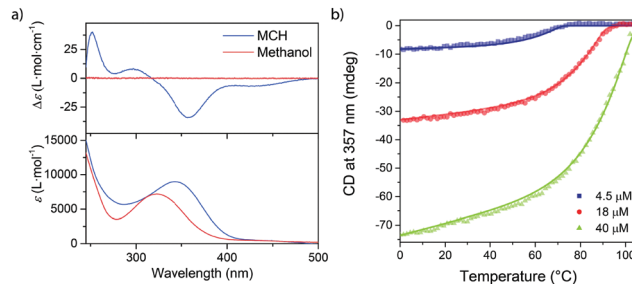 a)
MCH
Methanol
25
0
-25
Δε (L·mol·cm⁻¹)
15000
10000
5000
0
ε (L·mol⁻¹)
300 350 400 450 500
Wavelength (nm)
b)
0
-10
-20
-30
-40
-50
-60
-70
CD at 357 nm (mdeg)
4.5 μM
18 μM
40 μM
0 20 40 60 80 100
Temperature (°C)